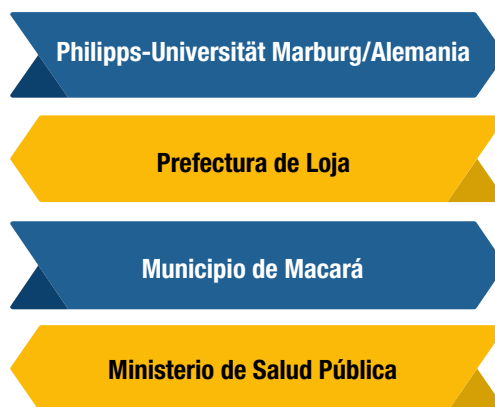 Philipps-Universität Marburg/Alemania
Prefectura de Loja
Municipio de Macará
Ministerio de Salud Pública